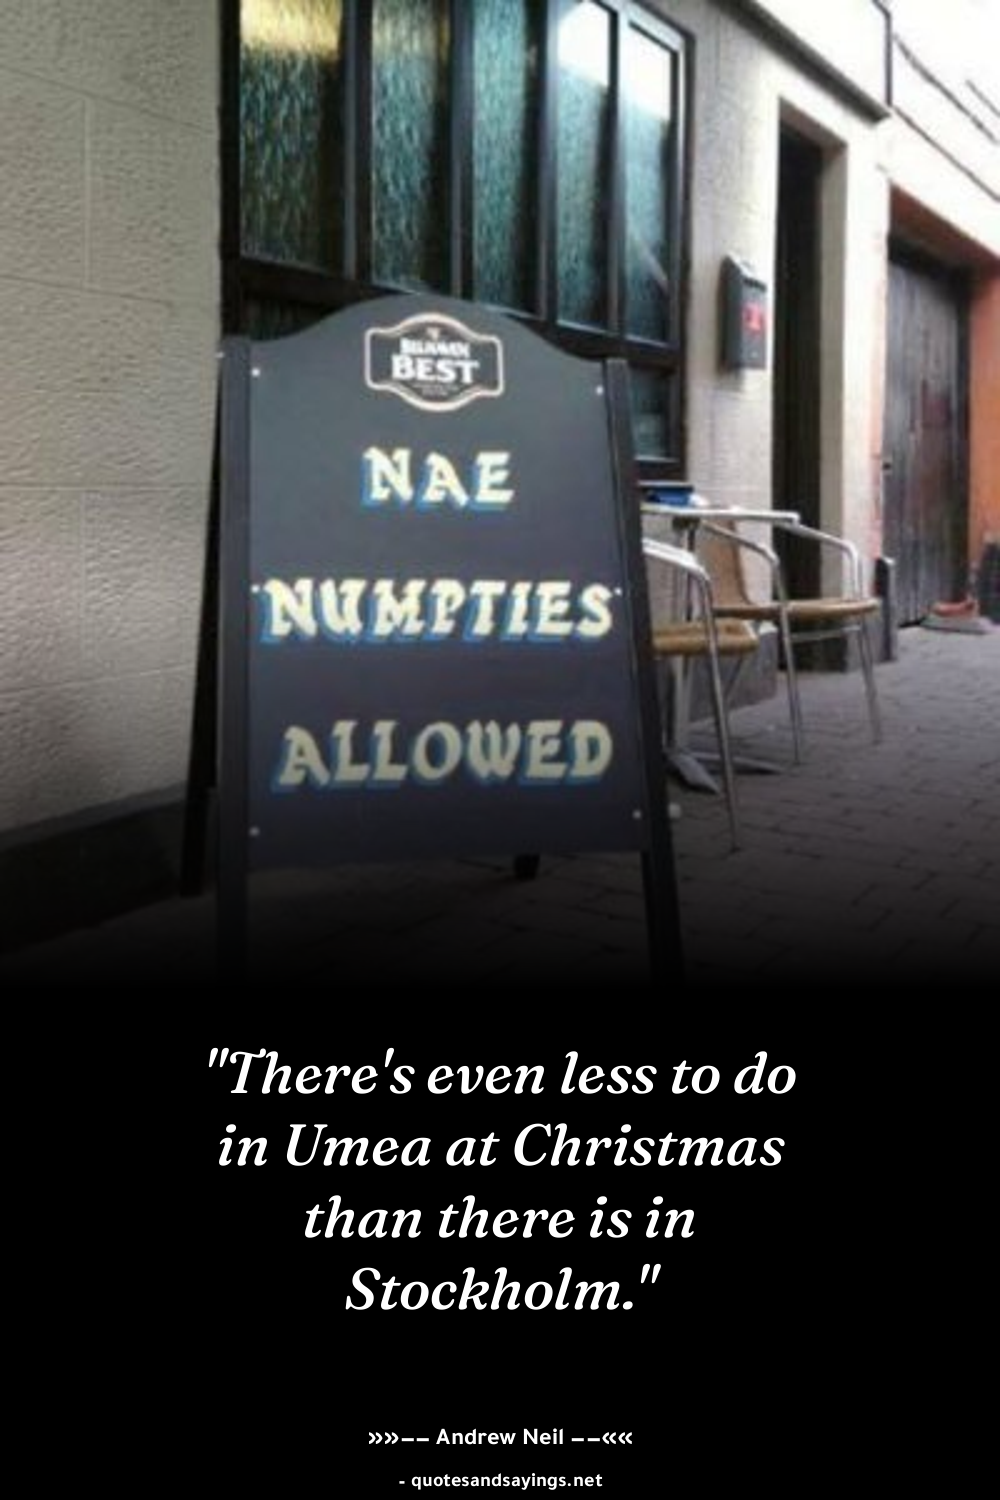 BEST
NAE
NUMPTIES
ALLOWED
"There's even less to do
in Umea at Christmas
than there is in
Stockholm."
»»-- Andrew Neil --««
- quotesandsayings.net